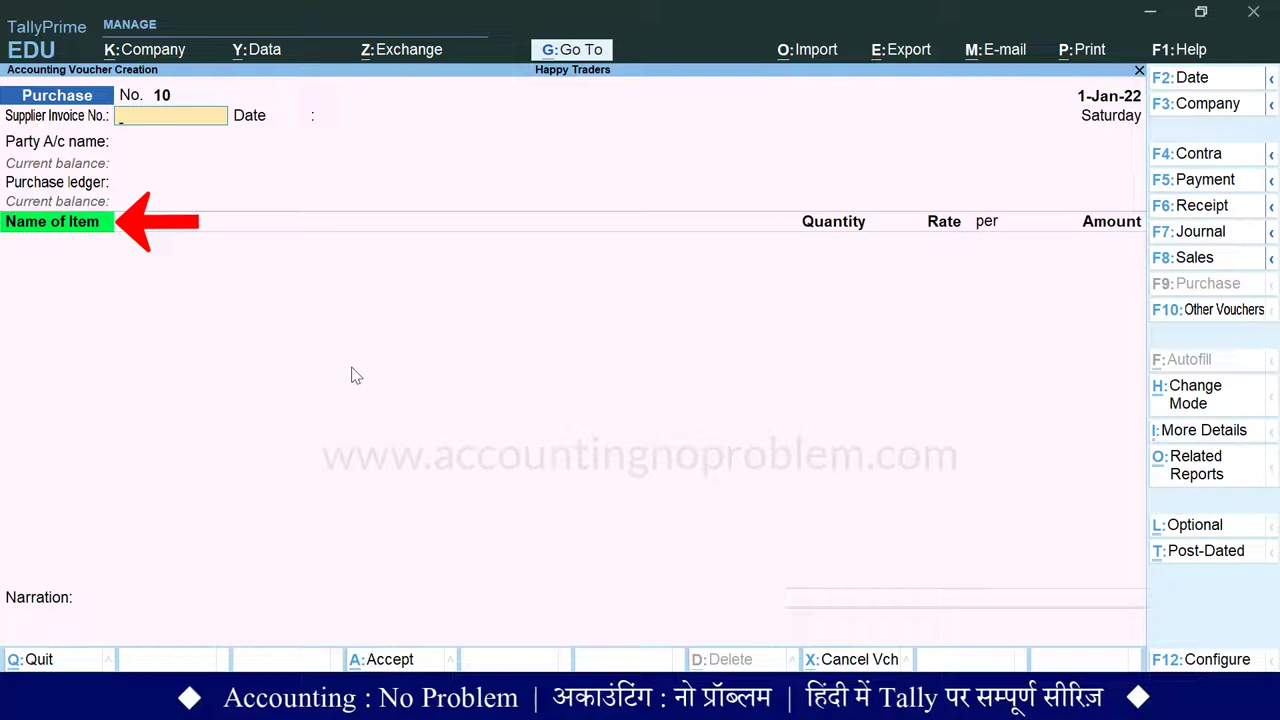 TallyPrime MANAGE
EDU K:Company Y:Data Z:Exchange G:Go To O:Import E:Export M:E-mail P:Print F1:Help
Accounting Voucher Creation Happy Traders
Purchase No. 10 1-Jan-22
Supplier Invoice No.: Date : Saturday
Party A/c name:
Current balance:
Purchase ledger:
Current balance:
Name of Item Quantity Rate per Amount
www.accountingnoproblem.com
Narration:
F2:Date
F3:Company
F4:Contra
F5:Payment
F6:Receipt
F7:Journal
F8:Sales
F9:Purchase
F10:Other Vouchers
F:Autofill
H:Change
Mode
I:More Details
O:Related
Reports
L:Optional
T:Post-Dated
Q:Quit A:Accept D:Delete X:Cancel Vch F12:Configure
Accounting : No Problem | अकाउंटिंग : नो प्रॉब्लम | हिंदी में Tally पर सम्पूर्ण सीरिज़